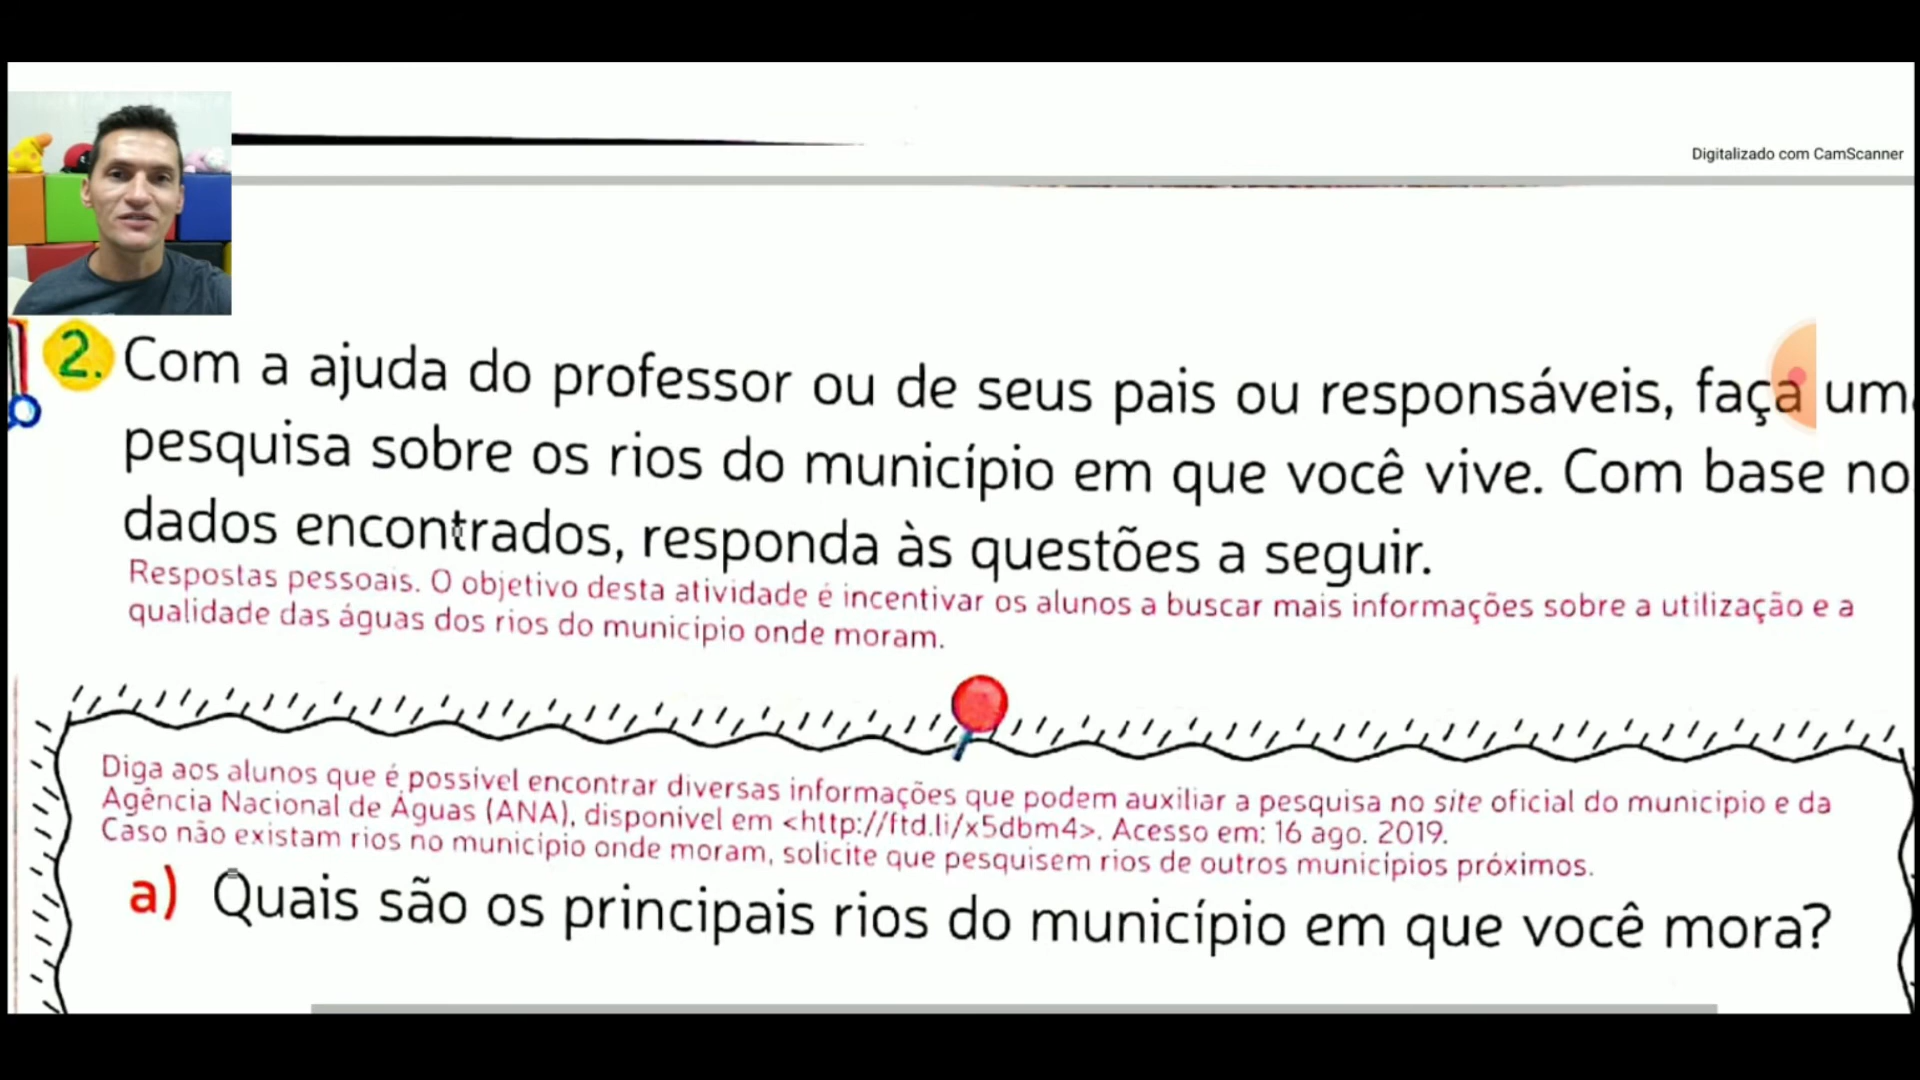 Digitalizado com CamScanner
2. Com a ajuda do professor ou de seus pais ou responsáveis, faça uma
pesquisa sobre os rios do município em que você vive. Com base no
dados encontrados, responda às questões a seguir.
Respostas pessoais. O objetivo desta atividade é incentivar os alunos a buscar mais informações sobre a utilização e a
qualidade das águas dos rios do município onde moram.
Diga aos alunos que é possível encontrar diversas informações que podem auxiliar a pesquisa no site oficial do município e da
Agência Nacional de Águas (ANA), disponível em <http://ftd.li/x5dbm4>. Acesso em: 16 ago. 2019.
Caso não existam rios no município onde moram, solicite que pesquisem rios de outros municípios próximos.
a) Quais são os principais rios do município em que você mora?